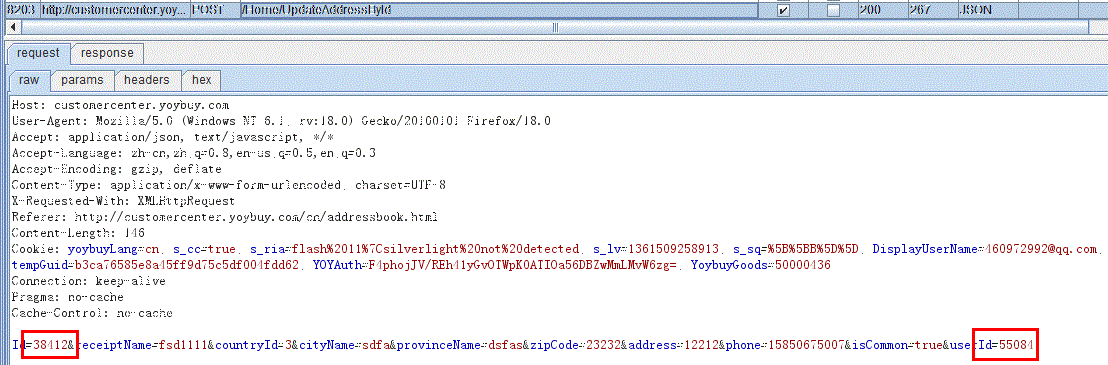 8203 http://customercenter.yoy... POST /Home/UpdateAddressById 200 267 JSON
request response
raw params headers hex
Host: customercenter.yoybuy.com
User-Agent: Mozilla/5.0 (Windows NT 6.1; rv:18.0) Gecko/20100101 Firefox/18.0
Accept: application/json, text/javascript, */*
Accept-Language: zh-cn,zh;q=0.8,en-us;q=0.5,en;q=0.3
Accept-Encoding: gzip, deflate
Content-Type: application/x-www-form-urlencoded; charset=UTF-8
X-Requested-With: XMLHttpRequest
Referer: http://customercenter.yoybuy.com/cn/addressbook.html
Content-Length: 146
Cookie: yoybuyLang=cn; s_cc=true; s_ria=flash%2011%7Csilverlight%20not%20detected; s_lv=1361509258913; s_sq=%5B%5BB%5D%5D; DisplayUserName=460972992@qq.com;
tempGuid=b3ca76585e8a45ff9d75c5df004fdd62; YOYAuth=F4phojJV/REh41yGvOTWpK0ATIOa56DBZwMmLMvW6zg=; YoybuyGoods=50000436
Connection: keep-alive
Pragma: no-cache
Cache-Control: no-cache
Id=38412&receiptName=fsd1111&countryId=3&cityName=sdfa&provinceName=dsfas&zipCode=23232&address=12212&phone=15850675007&isCommon=true&userId=55084